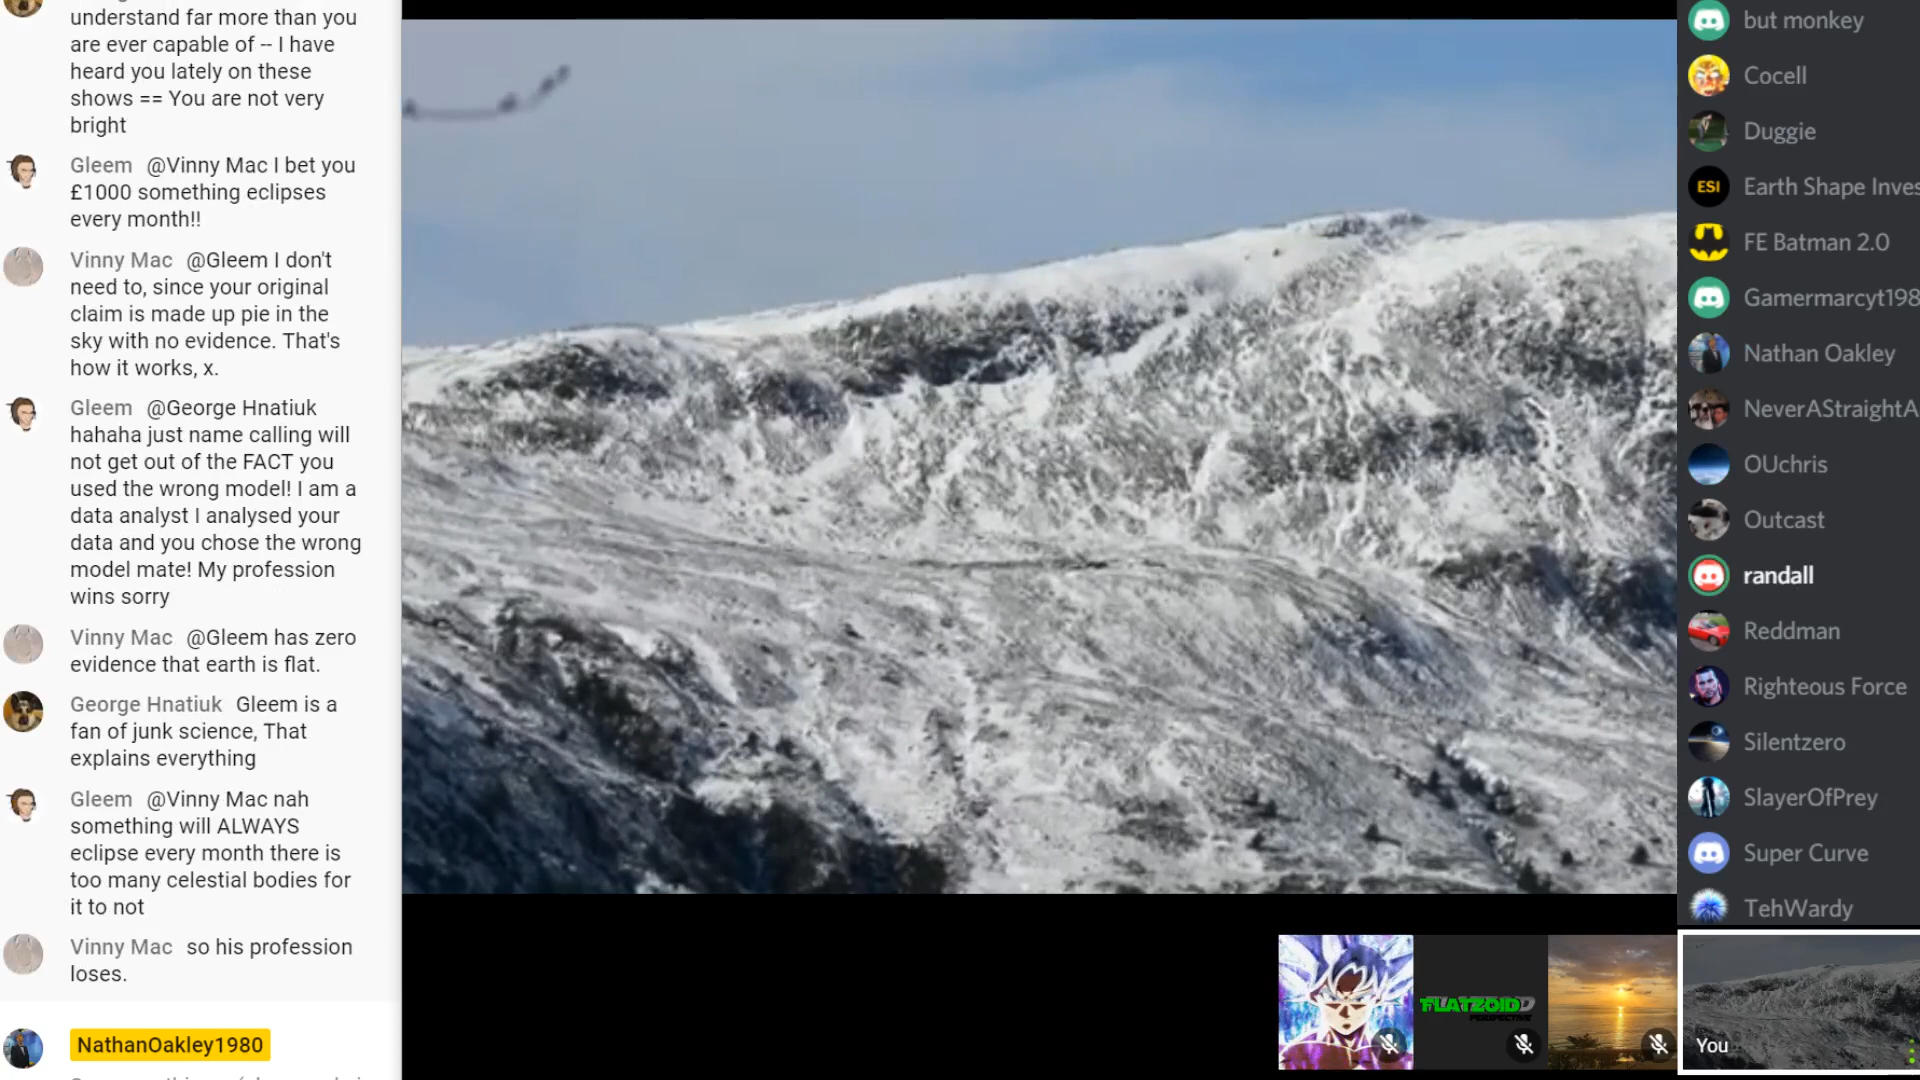 understand far more than you
are ever capable of -- I have
heard you lately on these
shows == You are not very
bright
Gleem @Vinny Mac I bet you
£1000 something eclipses
every month!!
Vinny Mac @Gleem I don't
need to, since your original
claim is made up pie in the
sky with no evidence. That's
how it works, x.
Gleem @George Hnatiuk
hahaha just name calling will
not get out of the FACT you
used the wrong model! I am a
data analyst I analysed your
data and you chose the wrong
model mate! My profession
wins sorry
Vinny Mac @Gleem has zero
evidence that earth is flat.
George Hnatiuk Gleem is a
fan of junk science, That
explains everything
Gleem @Vinny Mac nah
something will ALWAYS
eclipse every month there is
too many celestial bodies for
it to not
Vinny Mac so his profession
loses.
NathanOakley1980
but monkey
Cocell
Duggie
ESI
Earth Shape Inves
FE Batman 2.0
Gamermarcyt198
Nathan Oakley
NeverAStraightA
OUchris
Outcast
randall
Reddman
Righteous Force
Silentzero
SlayerOfPrey
Super Curve
TehWardy
FLATZOIDD
PERSPECTIVE
You